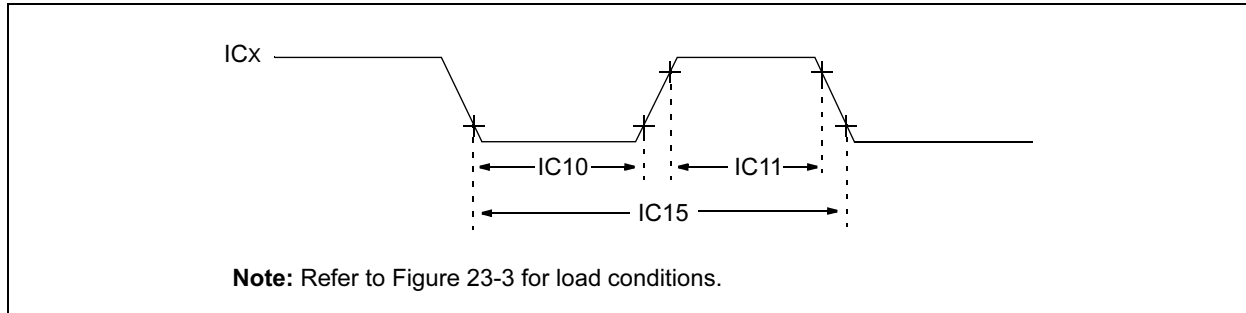 ICx
IC10
IC11
IC15
Note: Refer to Figure 23-3 for load conditions.